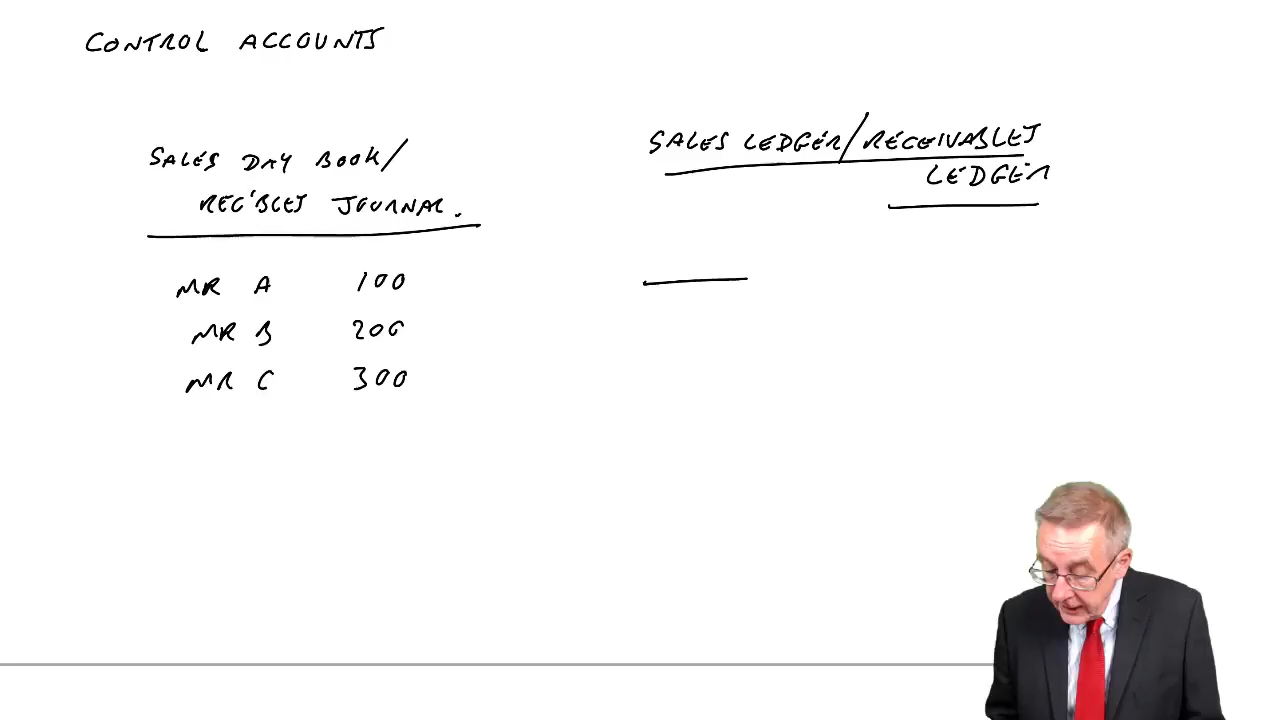 CONTROL ACCOUNTS
SALES DAY BOOK/
REC'BLES JOURNAL.
MR A 100
MR B 200
MR C 300
SALES LEDGER/RECEIVABLES
LEDGER